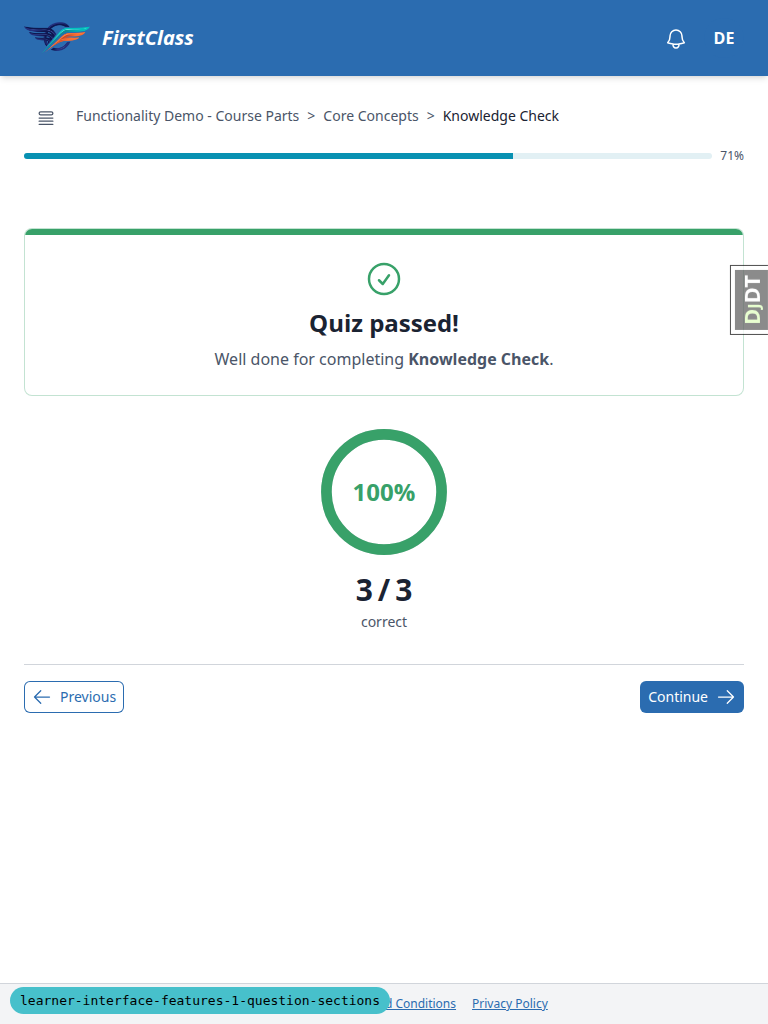 FirstClass
DE
Functionality Demo - Course Parts > Core Concepts > Knowledge Check
71%
DjDT
Quiz passed!
Well done for completing Knowledge Check.
100%
3 / 3
correct
Previous
Continue
learner-interface-features-1-question-sections
Conditions
Privacy Policy